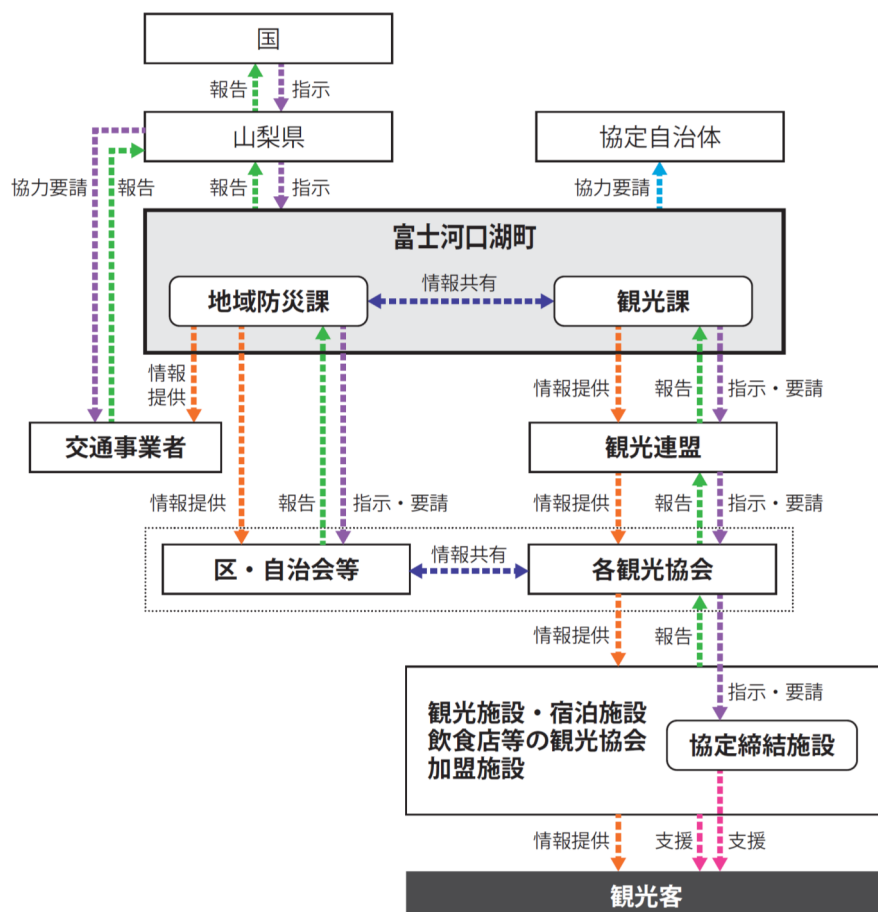 国
報告
指示
山梨県
協定自治体
協力要請
報告
報告
指示
協力要請
富士河口湖町
地域防災課
情報共有
観光課
情報
提供
情報提供
報告
指示・要請
交通事業者
観光連盟
情報提供
報告
指示・要請
情報提供
報告
指示・要請
区・自治会等
情報共有
各観光協会
情報提供
報告
指示・要請
観光施設・宿泊施設
飲食店等の観光協会
加盟施設
協定締結施設
情報提供
支援
支援
観光客